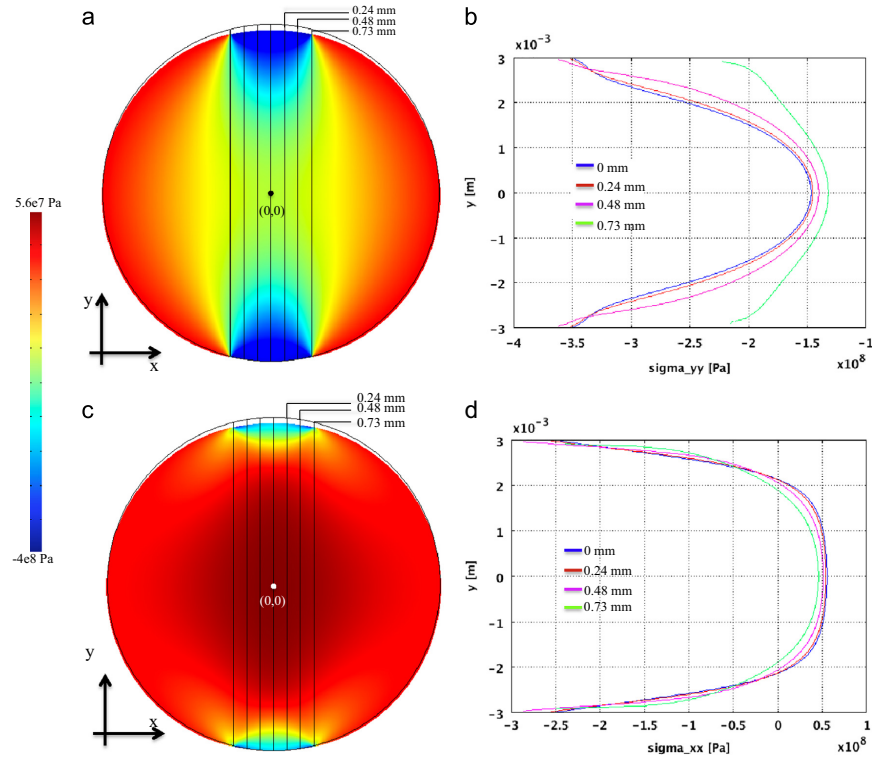 a
0.24 mm
0.48 mm
0.73 mm
(0,0)
y
x
5.6e7 Pa
-4e8 Pa
b
x10⁻³
3
2
1
0
-1
-2
-3
y [m]
0 mm
0.24 mm
0.48 mm
0.73 mm
-4 -3.5 -3 -2.5 -2 -1.5 -1
sigma_yy [Pa]
x10⁸
c
0.24 mm
0.48 mm
0.73 mm
(0,0)
y
x
d
x10⁻³
3
2
1
0
-1
-2
-3
y [m]
0 mm
0.24 mm
0.48 mm
0.73 mm
-3 -2.5 -2 -1.5 -1 -0.5 0 0.5 1
sigma_xx [Pa]
x10⁸